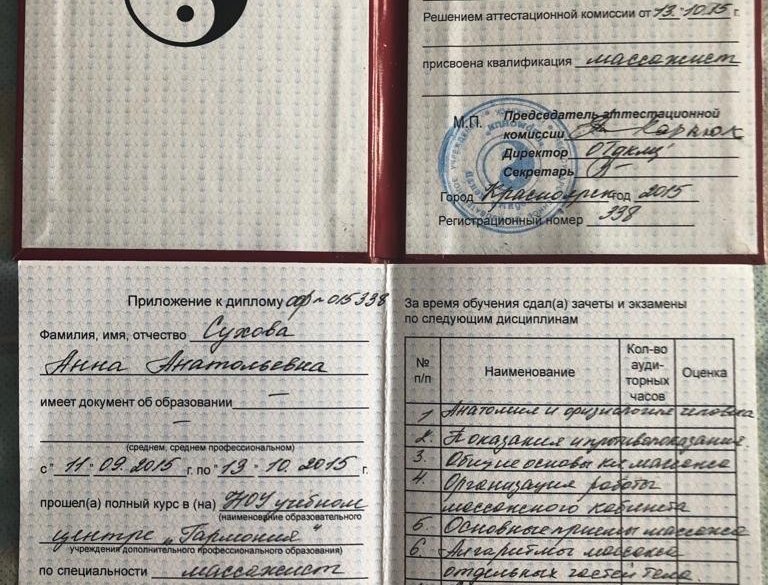 Решением аттестационной комиссии от "13" 10.15 г.
присвоена квалификация массажист
М.П.
Председатель аттестационной
комиссии
Директор
Секретарь
Город Красноярск год 2015
Регистрационный номер 338
Приложение к диплому № 015338
Фамилия, имя, отчество Сухова
Анна Анатольевна
имеет документ об образовании —
—
(среднем, среднем профессиональном)
с "11" 09. 2015 г. по "13" 10. 2015 г.
прошел(а) полный курс в (на) НОУ учебном
(наименование образовательного
центре „Гармония"
учреждения дополнительного профессионального образования)
по специальности массажист
За время обучения сдал(а) зачеты и экзамены
по следующим дисциплинам
№ п/п
Наименование
Кол-во ауди-торных часов
Оценка
1 Анатомия и физиология человека
2. Показания и противопоказания.
3. Общие основы кл массажа
4. Организация работы
массажного кабинета
5. Основные приемы массажа
6. Алгоритмы массажа
отдельных частей тела